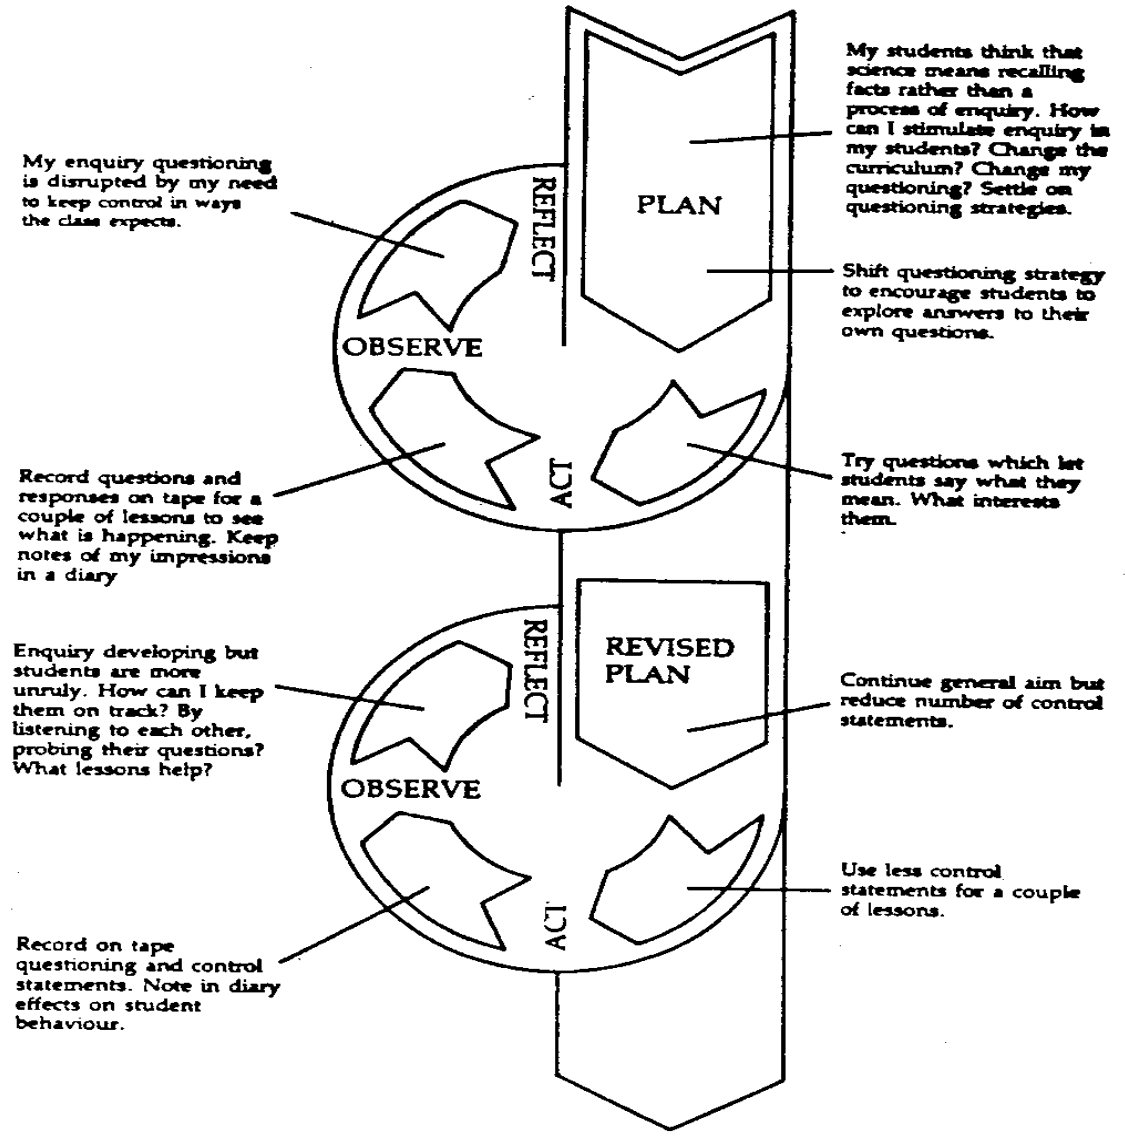 My students think that
science means recalling
facts rather than a
process of enquiry. How
can I stimulate enquiry in
my students? Change the
curriculum? Change my
questioning? Settle on
questioning strategies.
PLAN
Shift questioning strategy
to encourage students to
explore answers to their
own questions.
Try questions which let
students say what they
mean. What interests
them.
ACT
Record questions and
responses on tape for a
couple of lessons to see
what is happening. Keep
notes of my impressions
in a diary
OBSERVE
My enquiry questioning
is disrupted by my need
to keep control in ways
the class expects.
REFLECT
REVISED
PLAN
Continue general aim but
reduce number of control
statements.
Use less control
statements for a couple
of lessons.
ACT
Record on tape
questioning and control
statements. Note in diary
effects on student
behaviour.
OBSERVE
Enquiry developing but
students are more
unruly. How can I keep
them on track? By
listening to each other,
probing their questions?
What lessons help?
REFLECT